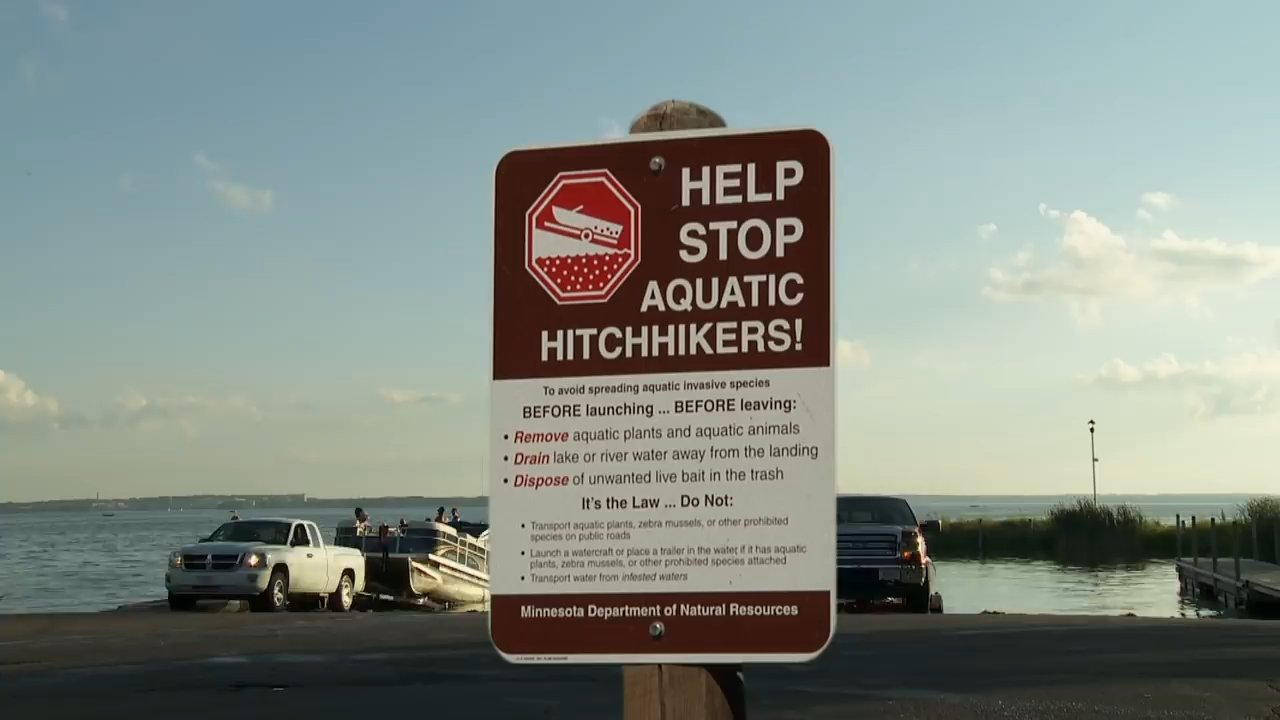 HELP
STOP
AQUATIC
HITCHHIKERS!
To avoid spreading aquatic invasive species
BEFORE launching ... BEFORE leaving:
• Remove aquatic plants and aquatic animals
• Drain lake or river water away from the landing
• Dispose of unwanted live bait in the trash
It's the Law ... Do Not:
• Transport aquatic plants, zebra mussels, or other prohibited
species on public roads
• Launch a watercraft or place a trailer in the water if it has aquatic
plants, zebra mussels, or other prohibited species attached
• Transport water from infested waters
Minnesota Department of Natural Resources